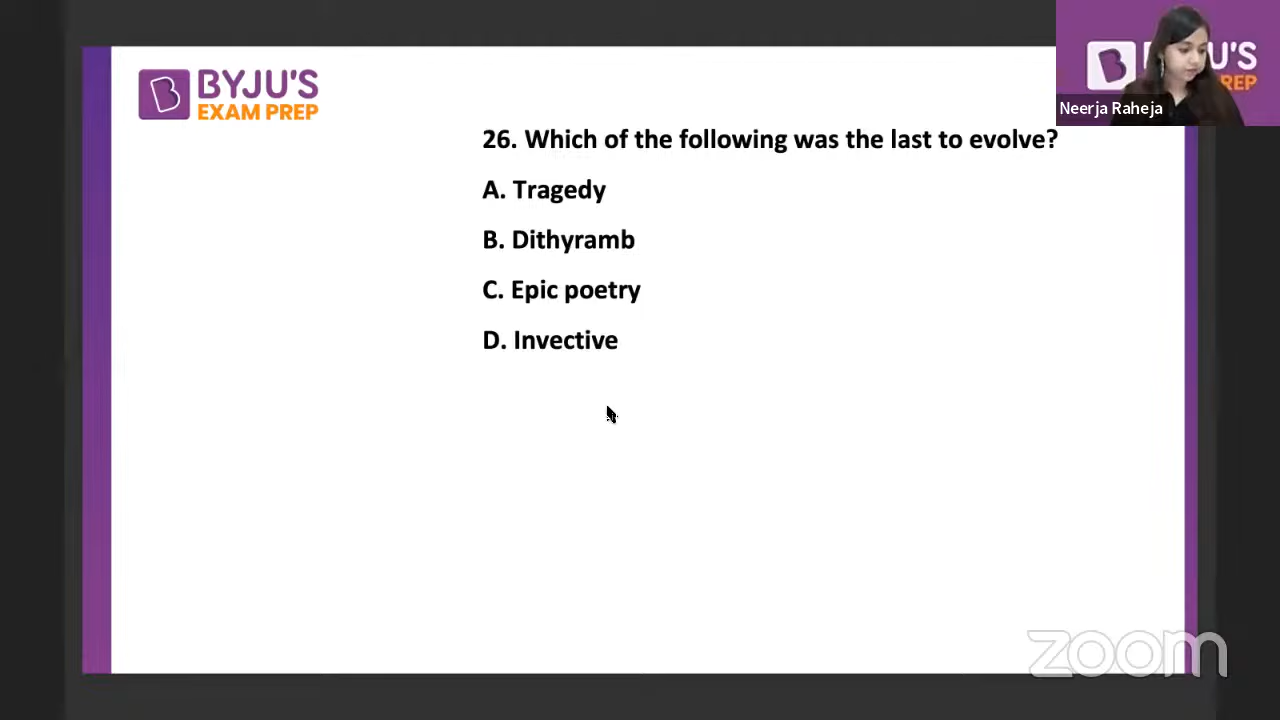 BYJU'S
EXAM PREP
26. Which of the following was the last to evolve?
A. Tragedy
B. Dithyramb
C. Epic poetry
D. Invective
Neerja Raheja
zoom